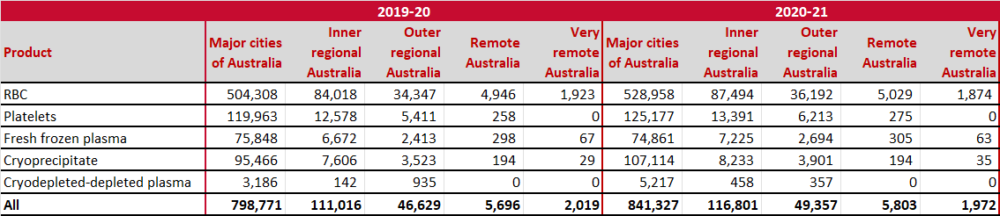 2019-20 2020-21
Product Major cities of Australia Inner regional Australia Outer regional Australia Remote Australia Very remote Australia Major cities of Australia Inner regional Australia Outer regional Australia Remote Australia Very remote Australia
RBC 504,308 84,018 34,347 4,946 1,923 528,958 87,494 36,192 5,029 1,874
Platelets 119,963 12,578 5,411 258 0 125,177 13,391 6,213 275 0
Fresh frozen plasma 75,848 6,672 2,413 298 67 74,861 7,225 2,694 305 63
Cryoprecipitate 95,466 7,606 3,523 194 29 107,114 8,233 3,901 194 35
Cryodepleted-depleted plasma 3,186 142 935 0 0 5,217 458 357 0 0
All 798,771 111,016 46,629 5,696 2,019 841,327 116,801 49,357 5,803 1,972